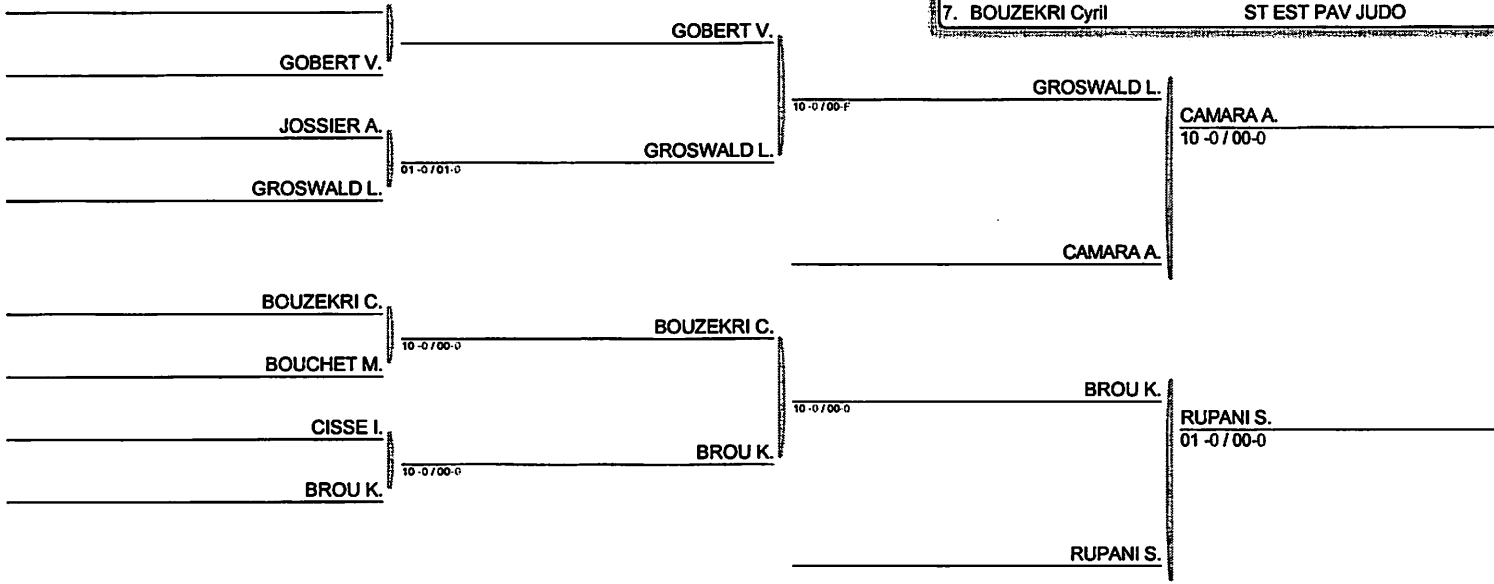 7. BOUZEKRI Cyril ST EST PAV JUDO
GOBERT V.
GOBERT V.
GROSWALD L.
10 -0 / 00-F
CAMARA A.
10 -0 / 00-0
JOSSIER A.
GROSWALD L.
01 -0 / 01-0
GROSWALD L.
CAMARA A.
BOUZEKRI C.
BOUZEKRI C.
10 -0 / 00-0
BOUCHET M.
BROU K.
10 -0 / 00-0
RUPANI S.
01 -0 / 00-0
CISSE I.
BROU K.
10 -0 / 00-0
BROU K.
RUPANI S.